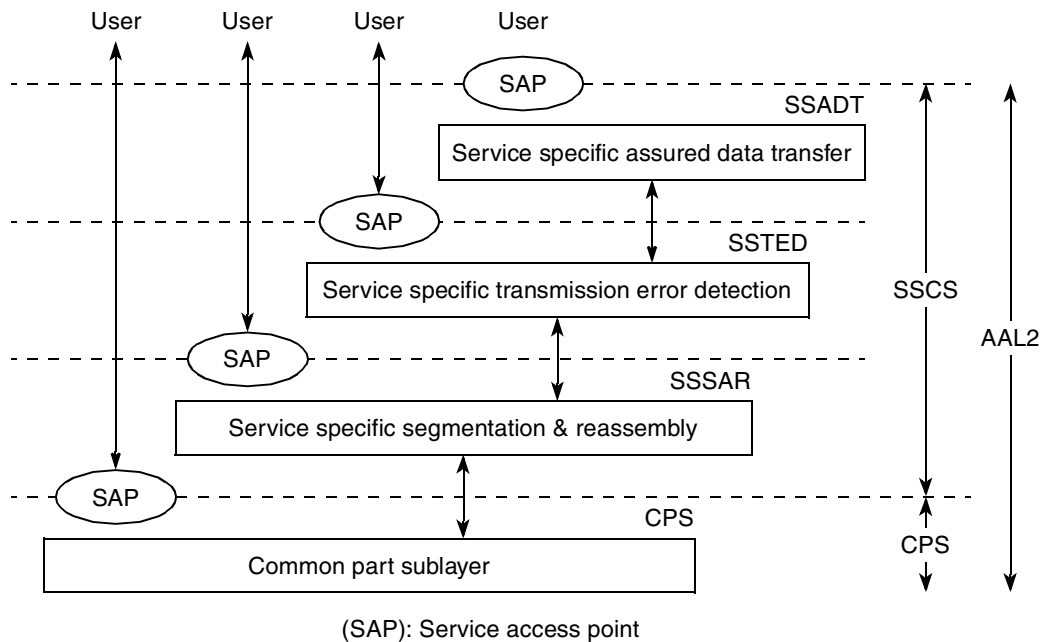 User User User User
SAP
SSADT
Service specific assured data transfer
SAP
SSTED
Service specific transmission error detection
SSCS
AAL2
SAP
SSSAR
Service specific segmentation & reassembly
SAP
CPS
CPS
Common part sublayer
(SAP): Service access point